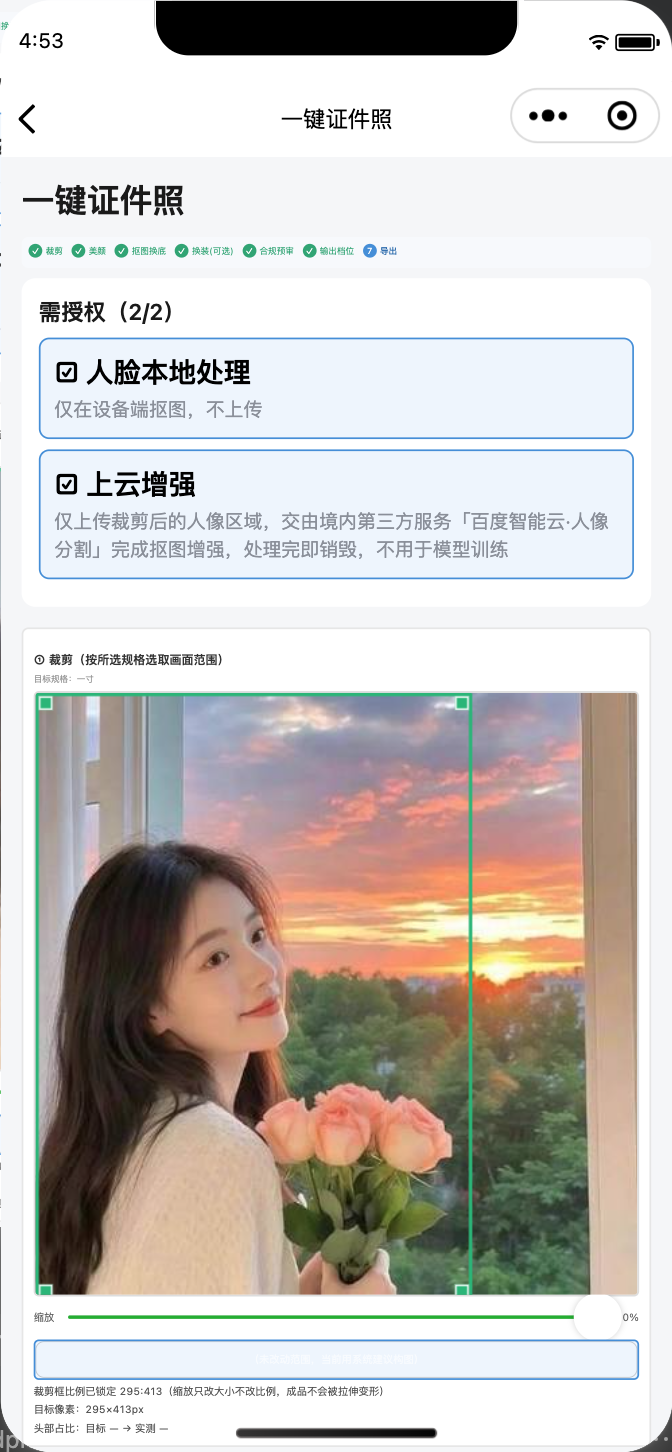 4:53
一键证件照
一键证件照
裁剪 美颜 抠图换底 换装(可选) 合规预审 输出档位 7 导出
需授权（2/2）
人脸本地处理
仅在设备端抠图，不上传
上云增强
仅上传裁剪后的人像区域，交由境内第三方服务「百度智能云·人像
分割」完成抠图增强，处理完即销毁，不用于模型训练
① 裁剪（按所选规格选取画面范围）
目标规格：一寸
缩放 0%
裁剪框比例已锁定 295:413（缩放只改大小不改比例，成品不会被拉伸变形）
目标像素：295×413px
头部占比：目标 — → 实测 —